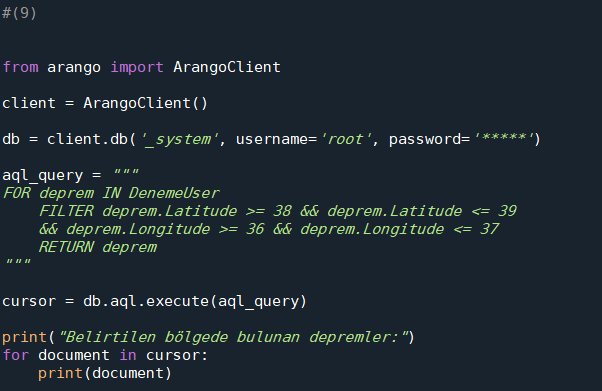 #(9)
from arango import ArangoClient
client = ArangoClient()
db = client.db('_system', username='root', password='*****')
aql_query = """
FOR deprem IN DenemeUser
    FILTER deprem.Latitude >= 38 && deprem.Latitude <= 39
    && deprem.Longitude >= 36 && deprem.Longitude <= 37
    RETURN deprem
"""
cursor = db.aql.execute(aql_query)
print("Belirtilen bölgede bulunan depremler:")
for document in cursor:
    print(document)